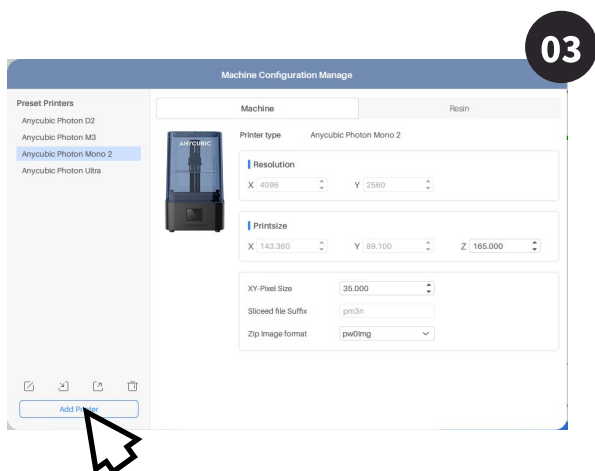 03
Machine Configuration Manage
Preset Printers
Anycubic Photon D2
Anycubic Photon M3
Anycubic Photon Mono 2
Anycubic Photon Ultra
Add Printer
Machine Resin
ANYCUBIC
Printer type Anycubic Photon Mono 2
Resolution
X 4096 Y 2560
Printsize
X 143.360 Y 89.100 Z 165.000
XY-Pixel Size 35.000
Sliceed file Suffix pm3n
Zip Image format pw0Img